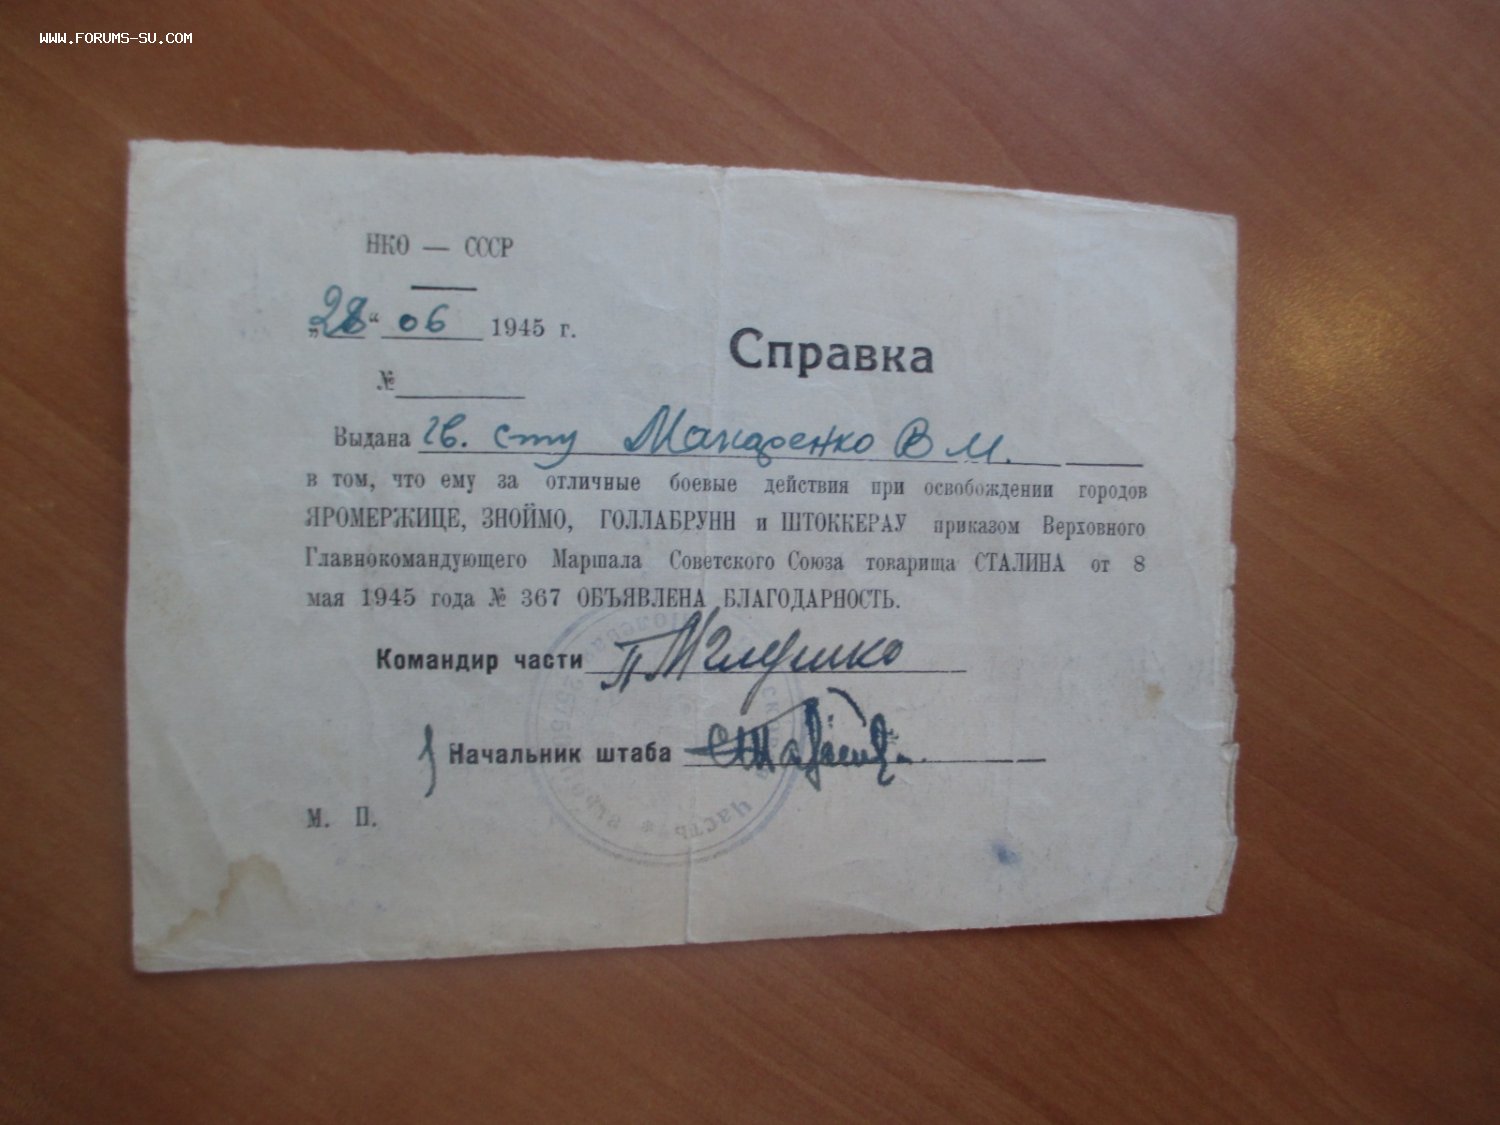 WWW.FORUMS-SU.COM
НКО — СССР
„28“ 06 1945 г.
№
Справка
Выдана гв. с-ту Макаренко В М.
в том, что ему за отличные боевые действия при освобождении городов
ЯРОМЕРЖИЦЕ, ЗНОЙМО, ГОЛЛАБРУНН и ШТОККЕРАУ приказом Верховного
Главнокомандующего Маршала Советского Союза товарища СТАЛИНА от 8
мая 1945 года № 367 ОБЪЯВЛЕНА БЛАГОДАРНОСТЬ.
Командир части
Начальник штаба
М. П.
часть *